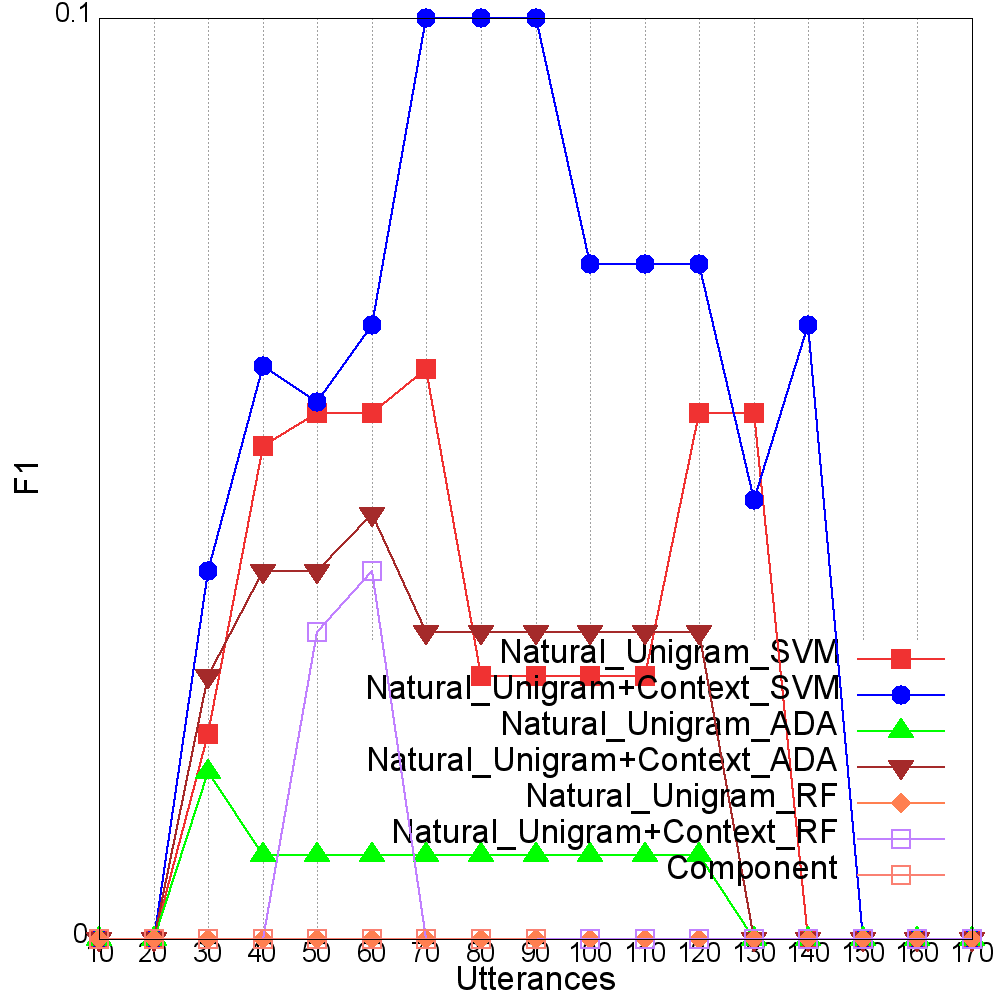 0.1
F1
Natural_Unigram_SVM
Natural_Unigram+Context_SVM
Natural_Unigram_ADA
Natural_Unigram+Context_ADA
Natural_Unigram_RF
Natural_Unigram+Context_RF
Component
0
10 20 30 40 50 60 70 80 90 100 110 120 130 140 150 160 170
Utterances